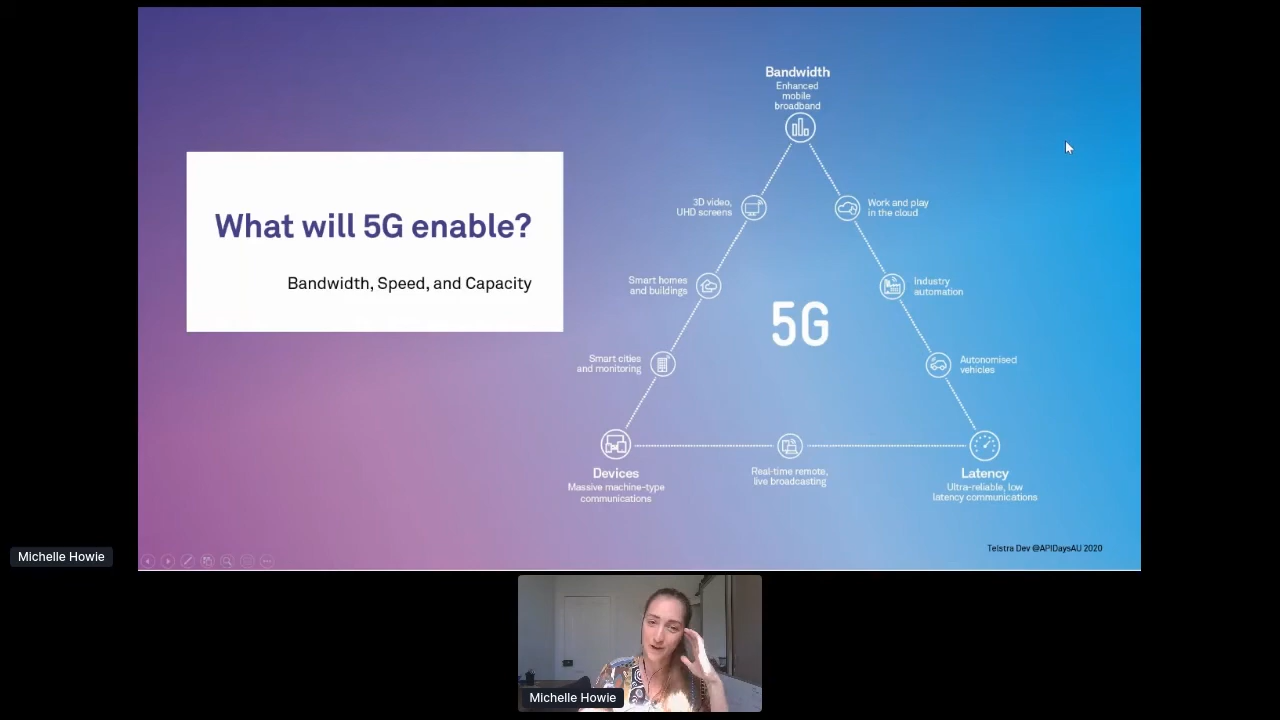 What will 5G enable?
Bandwidth, Speed, and Capacity
Bandwidth
Enhanced
mobile
broadband
3D video,
UHD screens
Work and play
in the cloud
Smart homes
and buildings
Industry
automation
5G
Smart cities
and monitoring
Autonomised
vehicles
Devices
Massive machine-type
communications
Real-time remote,
live broadcasting
Latency
Ultra-reliable, low
latency communications
Telstra Dev @APIDaysAU 2020
Michelle Howie
Michelle Howie